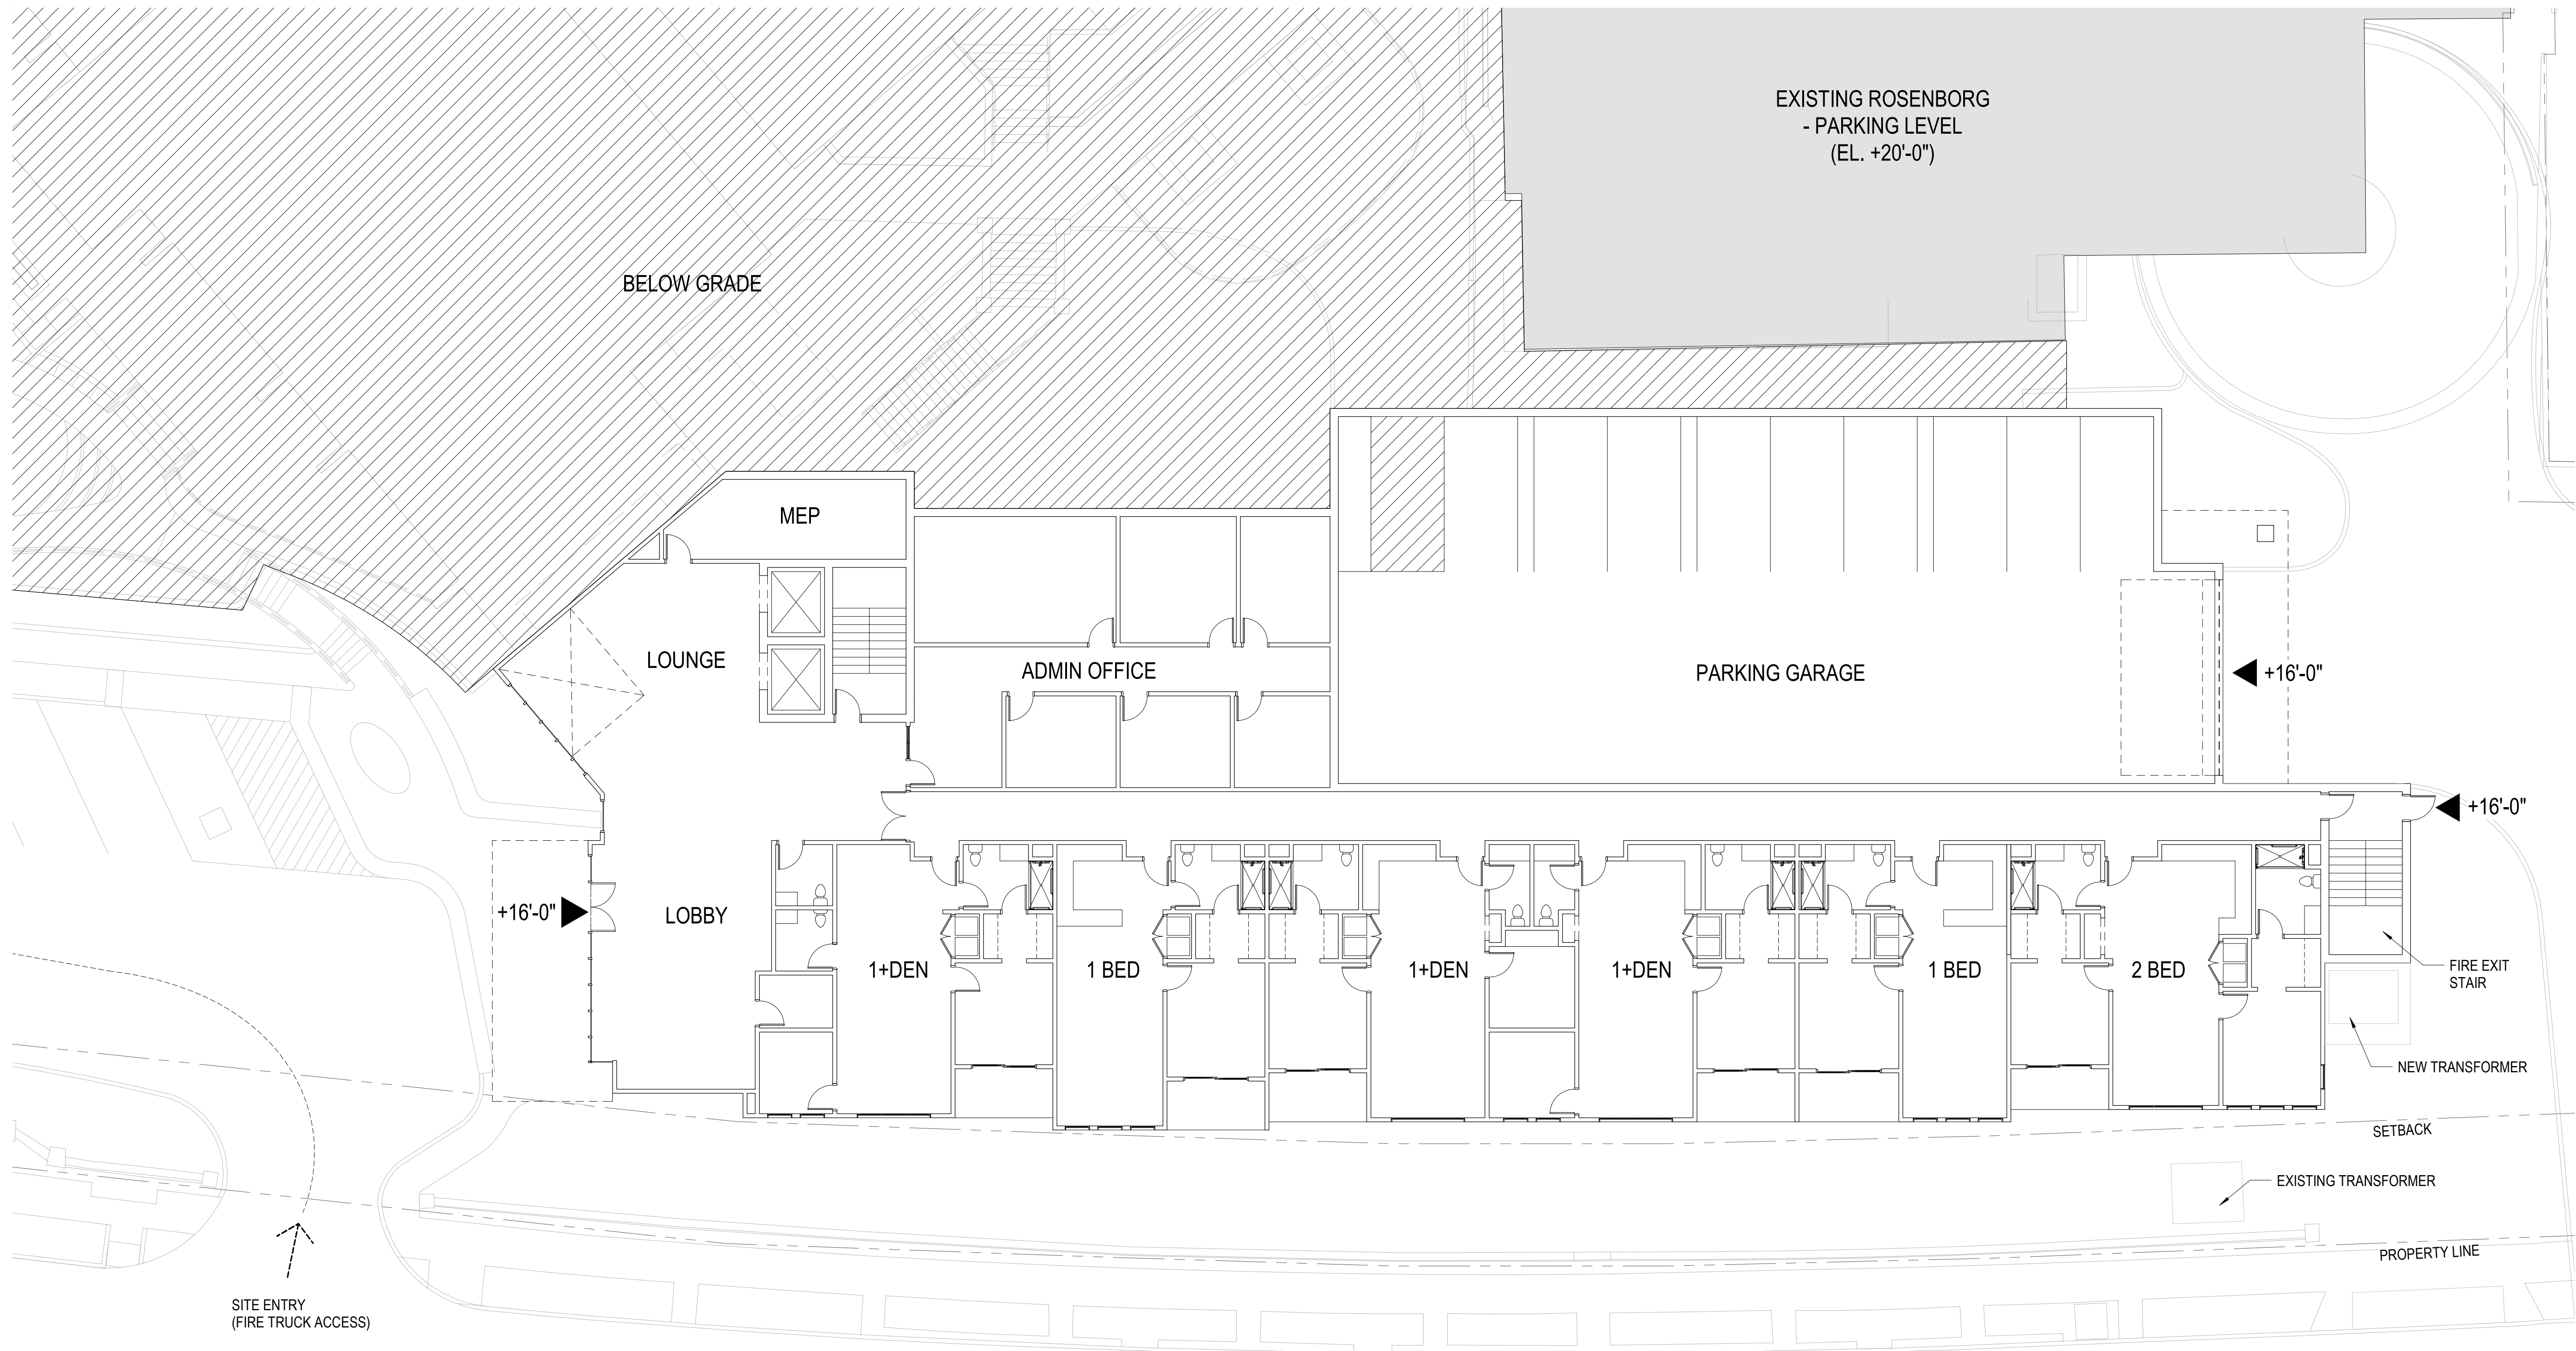 EXISTING ROSENBORG
- PARKING LEVEL
(EL. +20'-0")
BELOW GRADE
MEP
LOUNGE
ADMIN OFFICE
PARKING GARAGE
+16'-0"
+16'-0"
+16'-0"
LOBBY
1+DEN
1 BED
1+DEN
1+DEN
1 BED
2 BED
FIRE EXIT
STAIR
NEW TRANSFORMER
SETBACK
EXISTING TRANSFORMER
PROPERTY LINE
SITE ENTRY
(FIRE TRUCK ACCESS)